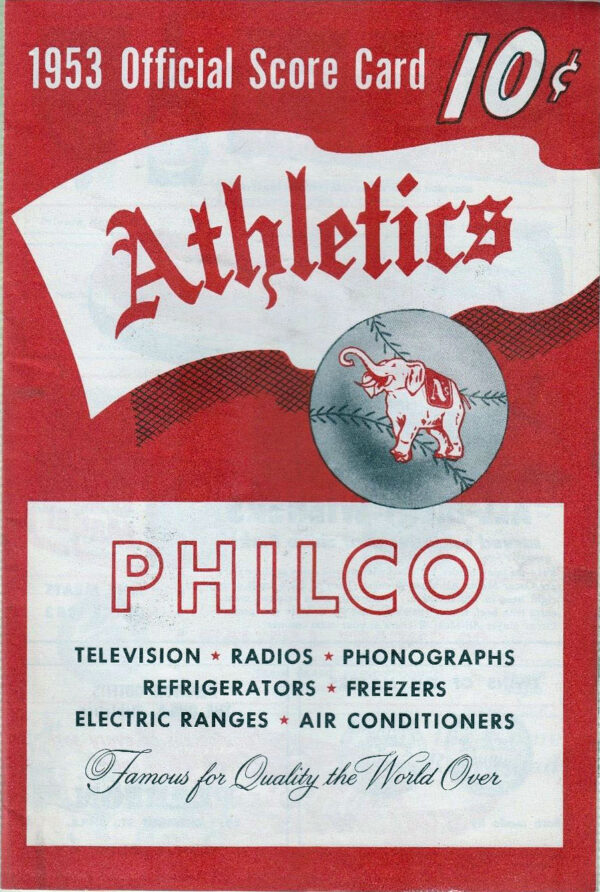 1953 Official Score Card 10¢
Athletics
A
PHILCO
TELEVISION ★ RADIOS ★ PHONOGRAPHS
REFRIGERATORS ★ FREEZERS
ELECTRIC RANGES ★ AIR CONDITIONERS
Famous for Quality the World Over